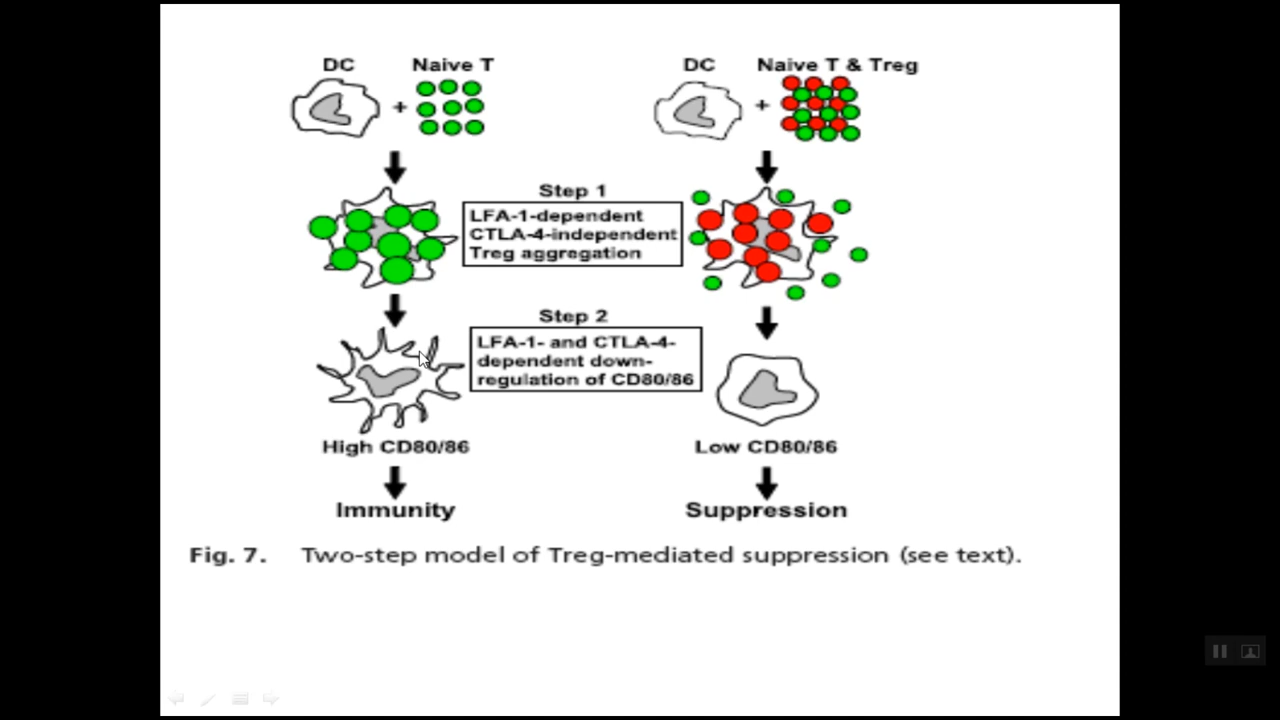 DC
Naive T
DC
Naive T & Treg
+
+
Step 1
LFA-1-dependent
CTLA-4-independent
Treg aggregation
Step 2
LFA-1- and CTLA-4-
dependent down-
regulation of CD80/86
High CD80/86
Low CD80/86
Immunity
Suppression
Fig. 7. Two-step model of Treg-mediated suppression (see text).